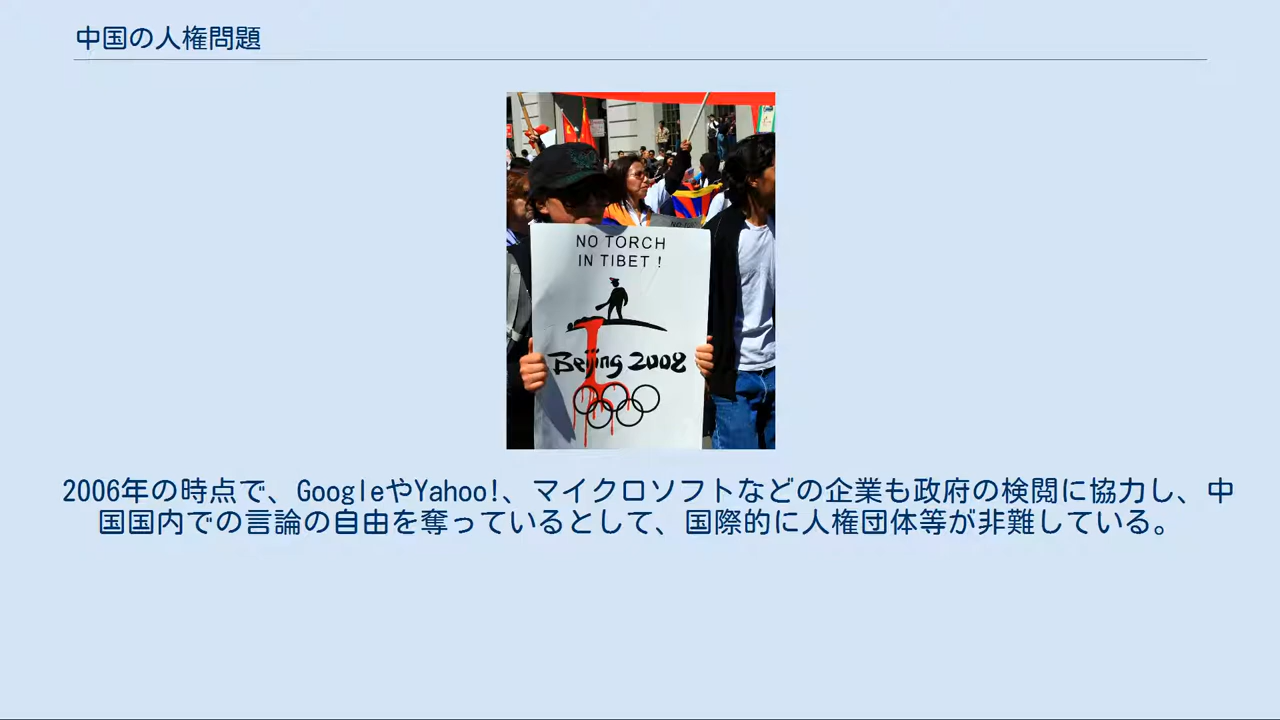 中国の人権問題
NO TORCH
IN TIBET !
Beijing 2008
2006年の時点で、GoogleやYahoo!、マイクロソフトなどの企業も政府の検閲に協力し、中
国国内での言論の自由を奪っているとして、国際的に人権団体等が非難している。